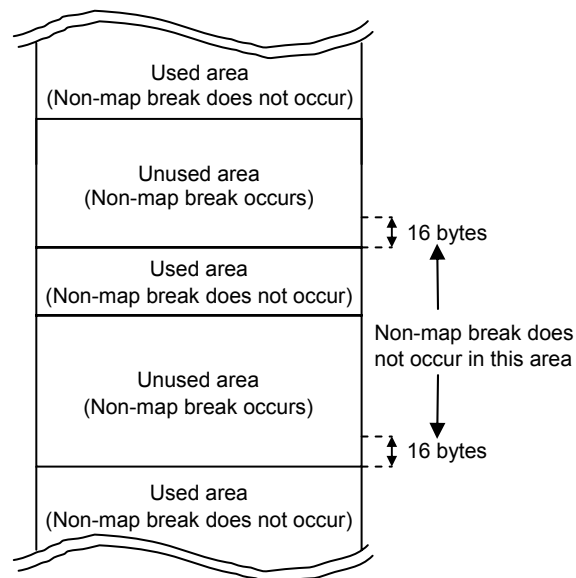 Used area
(Non-map break does not occur)
Unused area
(Non-map break occurs)
16 bytes
Used area
(Non-map break does not occur)
Non-map break does
not occur in this area
Unused area
(Non-map break occurs)
16 bytes
Used area
(Non-map break does not occur)